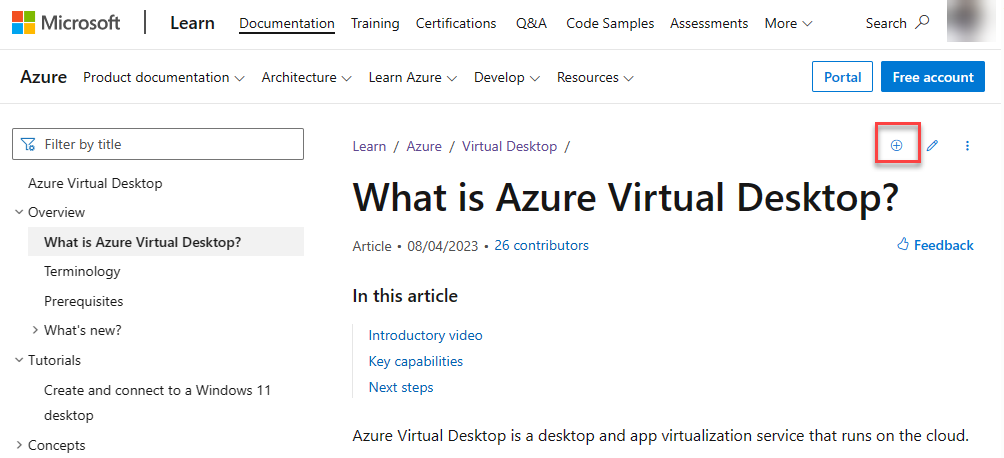 Microsoft Learn Documentation Training Certifications Q&A Code Samples Assessments More Search
Azure Product documentation Architecture Learn Azure Develop Resources Portal Free account
Filter by title
Azure Virtual Desktop
Overview
What is Azure Virtual Desktop?
Terminology
Prerequisites
What's new?
Tutorials
Create and connect to a Windows 11
desktop
Concepts
Learn / Azure / Virtual Desktop /
What is Azure Virtual Desktop?
Article • 08/04/2023 • 26 contributors Feedback
In this article
Introductory video
Key capabilities
Next steps
Azure Virtual Desktop is a desktop and app virtualization service that runs on the cloud.